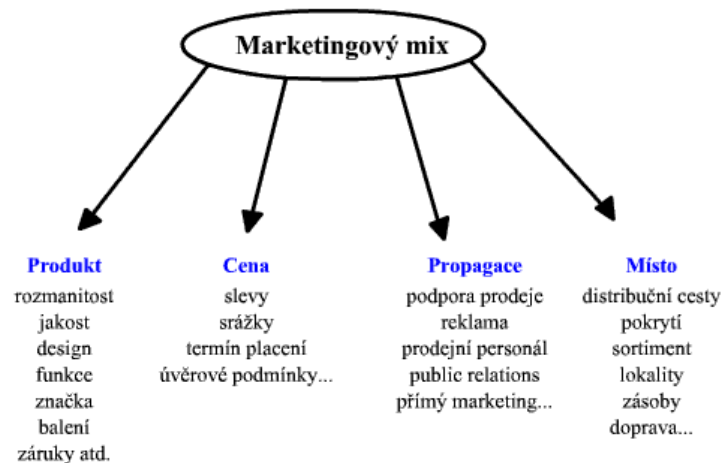 Marketingový mix
Produkt
rozmanitost
jakost
design
funkce
značka
balení
záruky atd.
Cena
slevy
srážky
termín placení
úvěrové podmínky...
Propagace
podpora prodeje
reklama
prodejní personál
public relations
přímý marketing...
Místo
distribuční cesty
pokrytí
sortiment
lokality
zásoby
doprava...